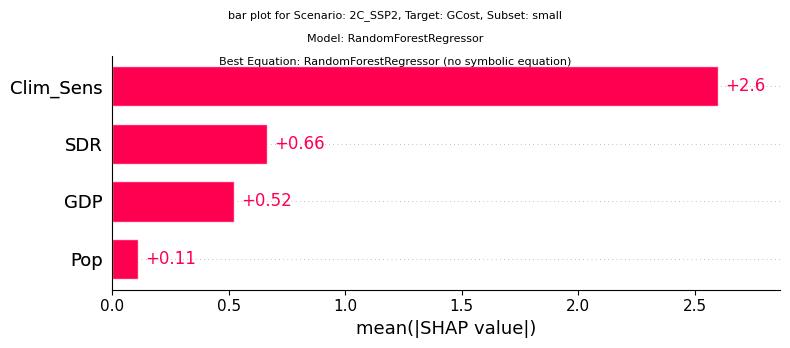 bar plot for Scenario: 2C_SSP2, Target: GCost, Subset: small
Model: RandomForestRegressor
Best Equation: RandomForestRegressor (no symbolic equation)
Clim_Sens +2.6
SDR +0.66
GDP +0.52
Pop +0.11
0.0 0.5 1.0 1.5 2.0 2.5
mean(|SHAP value|)